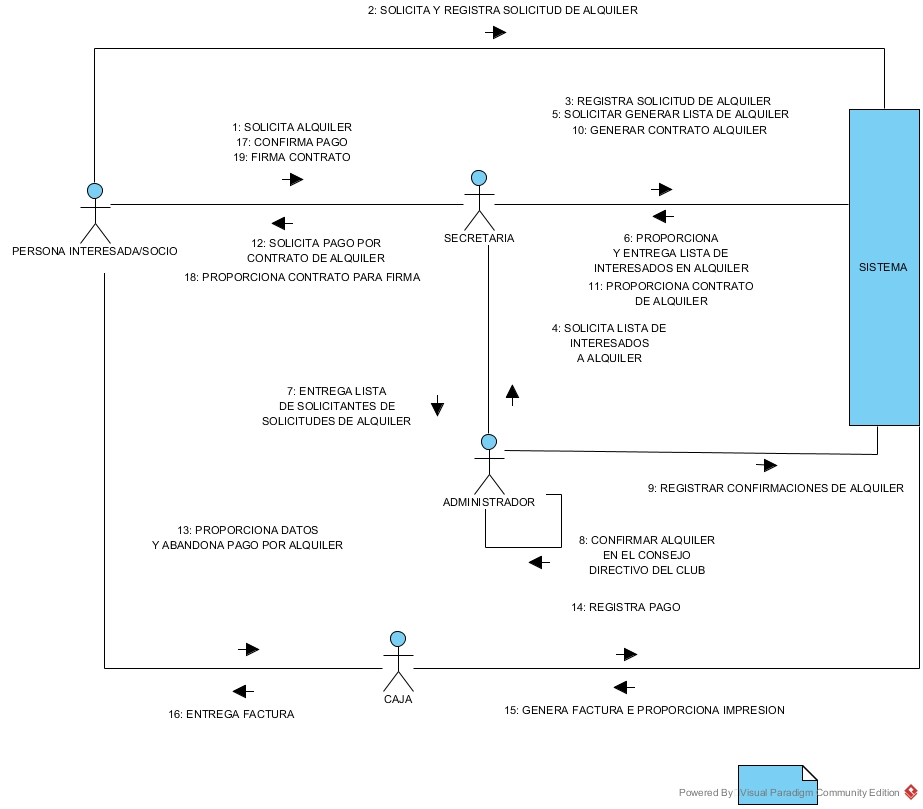 2: SOLICITA Y REGISTRA SOLICITUD DE ALQUILER
3: REGISTRA SOLICITUD DE ALQUILER
5: SOLICITAR GENERAR LISTA DE ALQUILER
10: GENERAR CONTRATO ALQUILER
1: SOLICITA ALQUILER
17: CONFIRMA PAGO
19: FIRMA CONTRATO
PERSONA INTERESADA/SOCIO
SECRETARIA
12: SOLICITA PAGO POR
CONTRATO DE ALQUILER
18: PROPORCIONA CONTRATO PARA FIRMA
6: PROPORCIONA
Y ENTREGA LISTA DE
INTERESADOS EN ALQUILER
11: PROPORCIONA CONTRATO
DE ALQUILER
SISTEMA
4: SOLICITA LISTA DE
INTERESADOS
A ALQUILER
7: ENTREGA LISTA
DE SOLICITANTES DE
SOLICITUDES DE ALQUILER
ADMINISTRADOR
9: REGISTRAR CONFIRMACIONES DE ALQUILER
13: PROPORCIONA DATOS
Y ABANDONA PAGO POR ALQUILER
8: CONFIRMAR ALQUILER
EN EL CONSEJO
DIRECTIVO DEL CLUB
14: REGISTRA PAGO
CAJA
16: ENTREGA FACTURA
15: GENERA FACTURA E PROPORCIONA IMPRESION
Powered By Visual Paradigm Community Edition